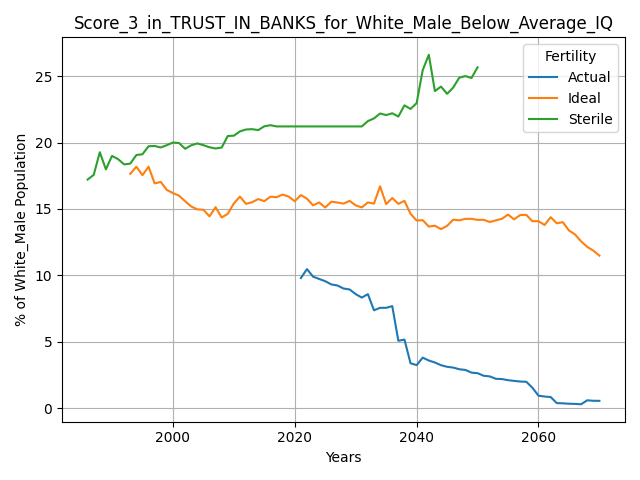 Score_3_in_TRUST_IN_BANKS_for_White_Male_Below_Average_IQ
% of White_Male Population
25
20
15
10
5
0
2000
2020
2040
2060
Years
Fertility
Actual
Ideal
Sterile